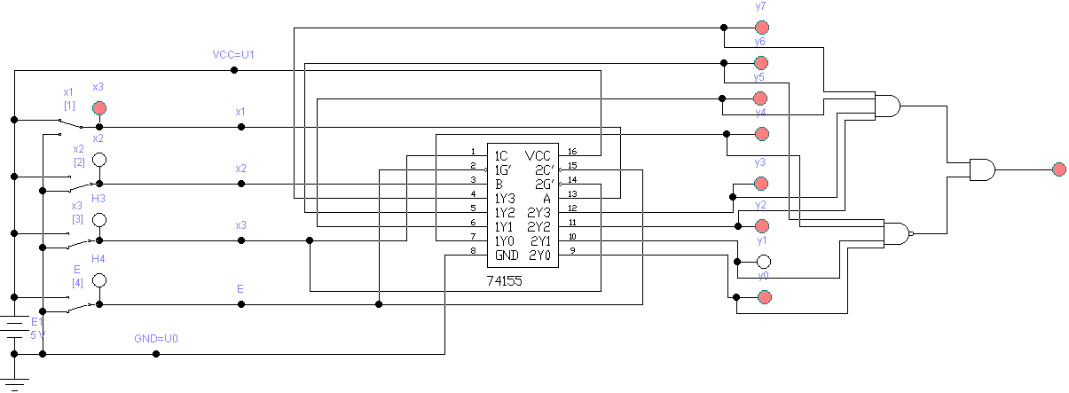 y7
y6
VCC=U1
y5
x1
[1]
x3
y4
x1
x2
x2
[2]
1
1C
VCC
16
2
1G'
2C'
15
y3
x2
3
B
2G'
14
H3
4
1Y3
A
13
x3
[3]
5
1Y2
2Y3
12
y2
x3
6
1Y1
2Y2
11
7
1Y0
2Y1
10
y1
8
GND
2Y0
9
H4
E
[4]
y0
74155
E
E1
5 V
GND=U0